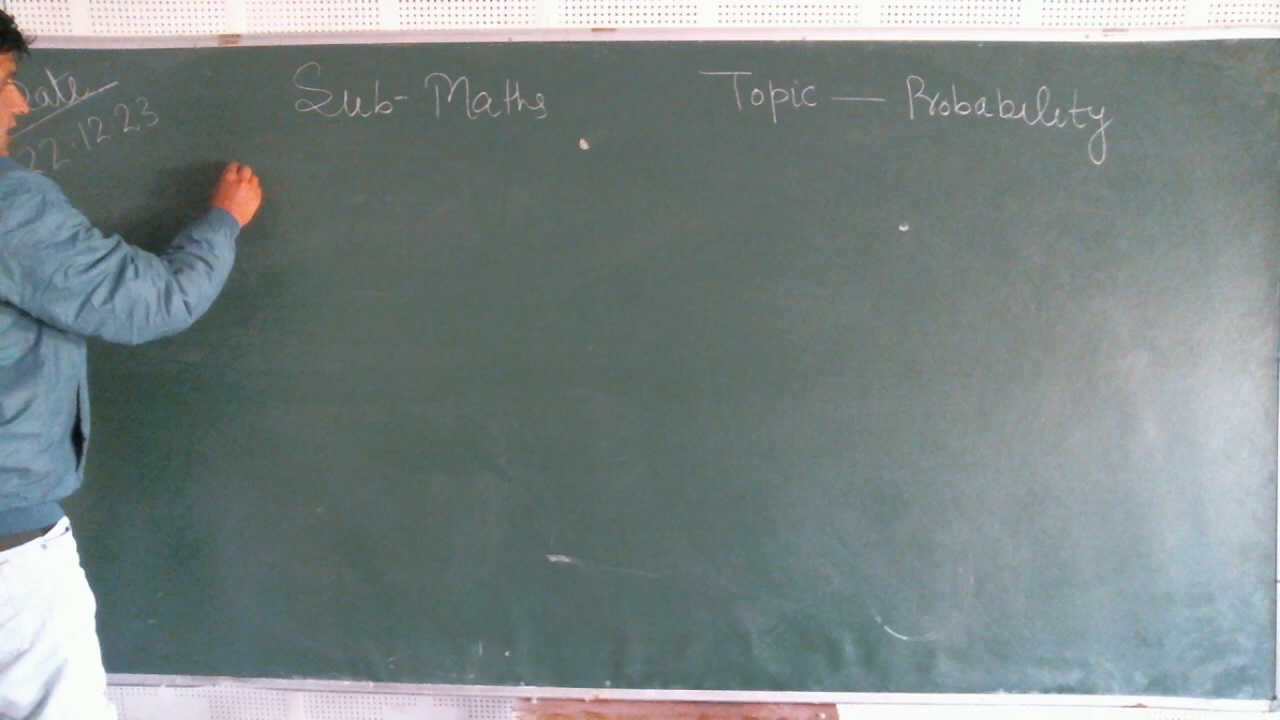 Date
22.12.23
Sub- Maths
Topic — Probability